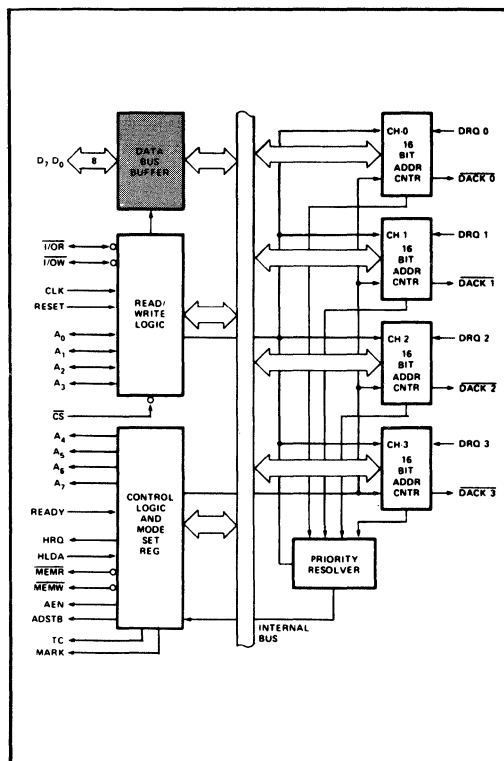 DATA
BUS
BUFFER
D7 D0
8
I/OR
I/OW
CLK
RESET
A0
A1
A2
A3
CS
READ/
WRITE
LOGIC
A4
A5
A6
A7
READY
HRQ
HLDA
MEMR
MEMW
AEN
ADSTB
TC
MARK
CONTROL
LOGIC
AND
MODE
SET
REG
INTERNAL
BUS
CH-0
16
BIT
ADDR
CNTR
DRQ 0
DACK 0
CH 1
16
BIT
ADDR
CNTR
DRQ 1
DACK 1
CH 2
16
BIT
ADDR
CNTR
DRQ 2
DACK 2
CH-3
16
BIT
ADDR
CNTR
DRQ 3
DACK 3
PRIORITY
RESOLVER